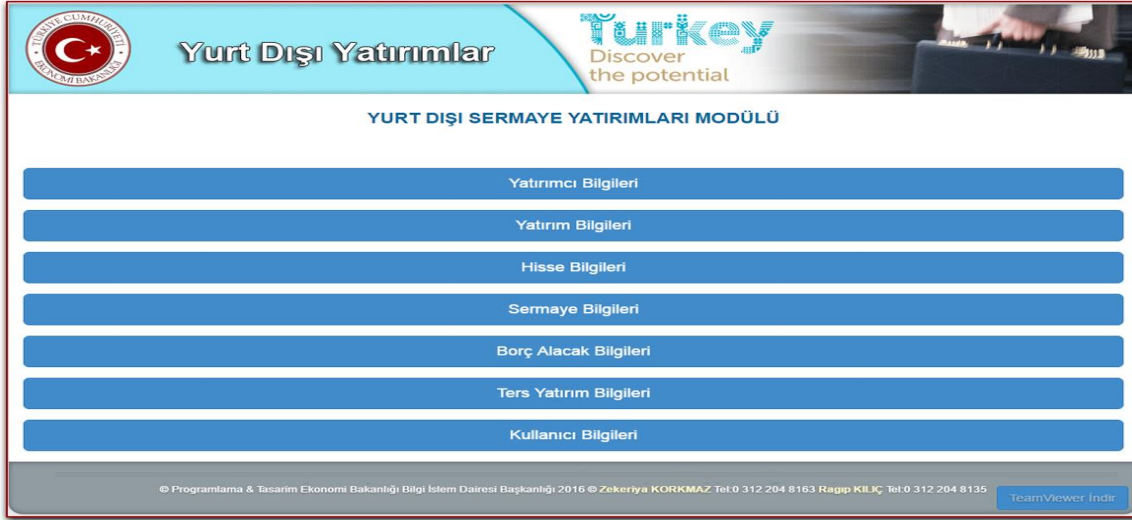 TÜRKİYE CUMHURİYETİ
EKONOMİ BAKANLIĞI
Yurt Dışı Yatırımlar
Turkey
Discover
the potential
YURT DIŞI SERMAYE YATIRIMLARI MODÜLÜ
Yatırımcı Bilgileri
Yatırım Bilgileri
Hisse Bilgileri
Sermaye Bilgileri
Borç Alacak Bilgileri
Ters Yatırım Bilgileri
Kullanıcı Bilgileri
© Programlama & Tasarim Ekonomi Bakanlığı Bilgi İslem Dairesi Başkanlığı 2016 © Zekeriya KORKMAZ Tel:0 312 204 8163 Ragıp KILIÇ Tel:0 312 204 8135
TeamViewer İndir